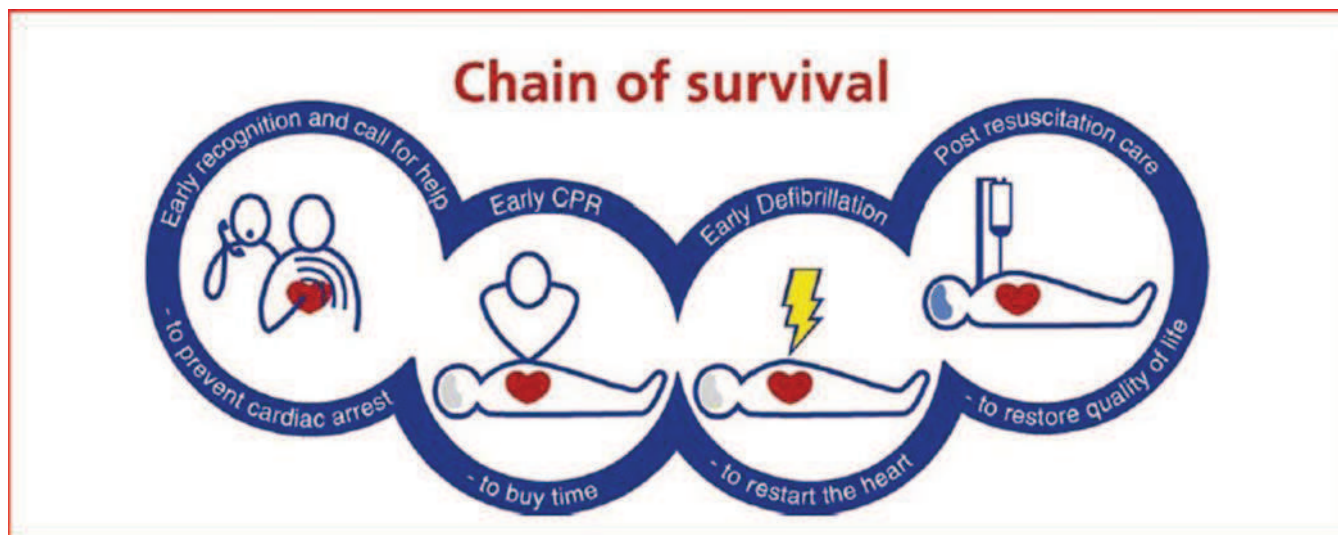 Chain of survival
Early recognition and call for help
- to prevent cardiac arrest
Early CPR
- to buy time
Early Defibrillation
- to restart the heart
Post resuscitation care
- to restore quality of life